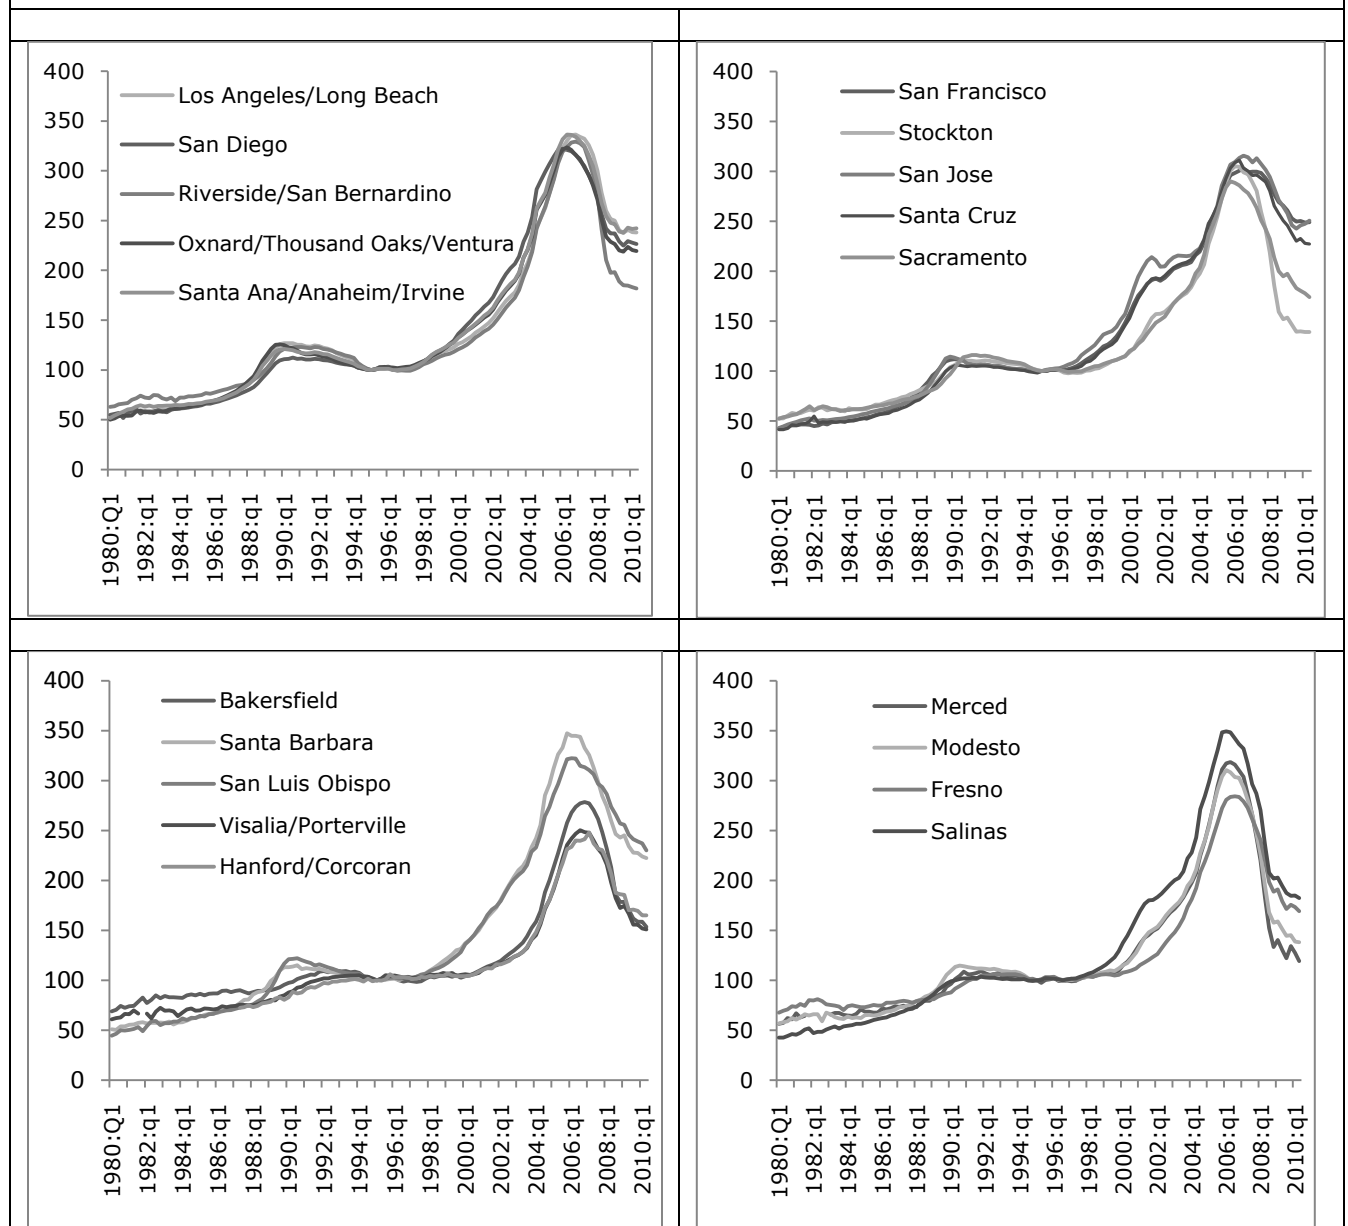 400
350
300
250
200
150
100
50
0
Los Angeles/Long Beach
San Diego
Riverside/San Bernardino
Oxnard/Thousand Oaks/Ventura
Santa Ana/Anaheim/Irvine
1980:Q1
1982:q1
1984:q1
1986:q1
1988:q1
1990:q1
1992:q1
1994:q1
1996:q1
1998:q1
2000:q1
2002:q1
2004:q1
2006:q1
2008:q1
2010:q1
400
350
300
250
200
150
100
50
0
San Francisco
Stockton
San Jose
Santa Cruz
Sacramento
1980:Q1
1982:q1
1984:q1
1986:q1
1988:q1
1990:q1
1992:q1
1994:q1
1996:q1
1998:q1
2000:q1
2002:q1
2004:q1
2006:q1
2008:q1
2010:q1
400
350
300
250
200
150
100
50
0
Bakersfield
Santa Barbara
San Luis Obispo
Visalia/Porterville
Hanford/Corcoran
1980:Q1
1982:q1
1984:q1
1986:q1
1988:q1
1990:q1
1992:q1
1994:q1
1996:q1
1998:q1
2000:q1
2002:q1
2004:q1
2006:q1
2008:q1
2010:q1
400
350
300
250
200
150
100
50
0
Merced
Modesto
Fresno
Salinas
1980:Q1
1982:q1
1984:q1
1986:q1
1988:q1
1990:q1
1992:q1
1994:q1
1996:q1
1998:q1
2000:q1
2002:q1
2004:q1
2006:q1
2008:q1
2010:q1